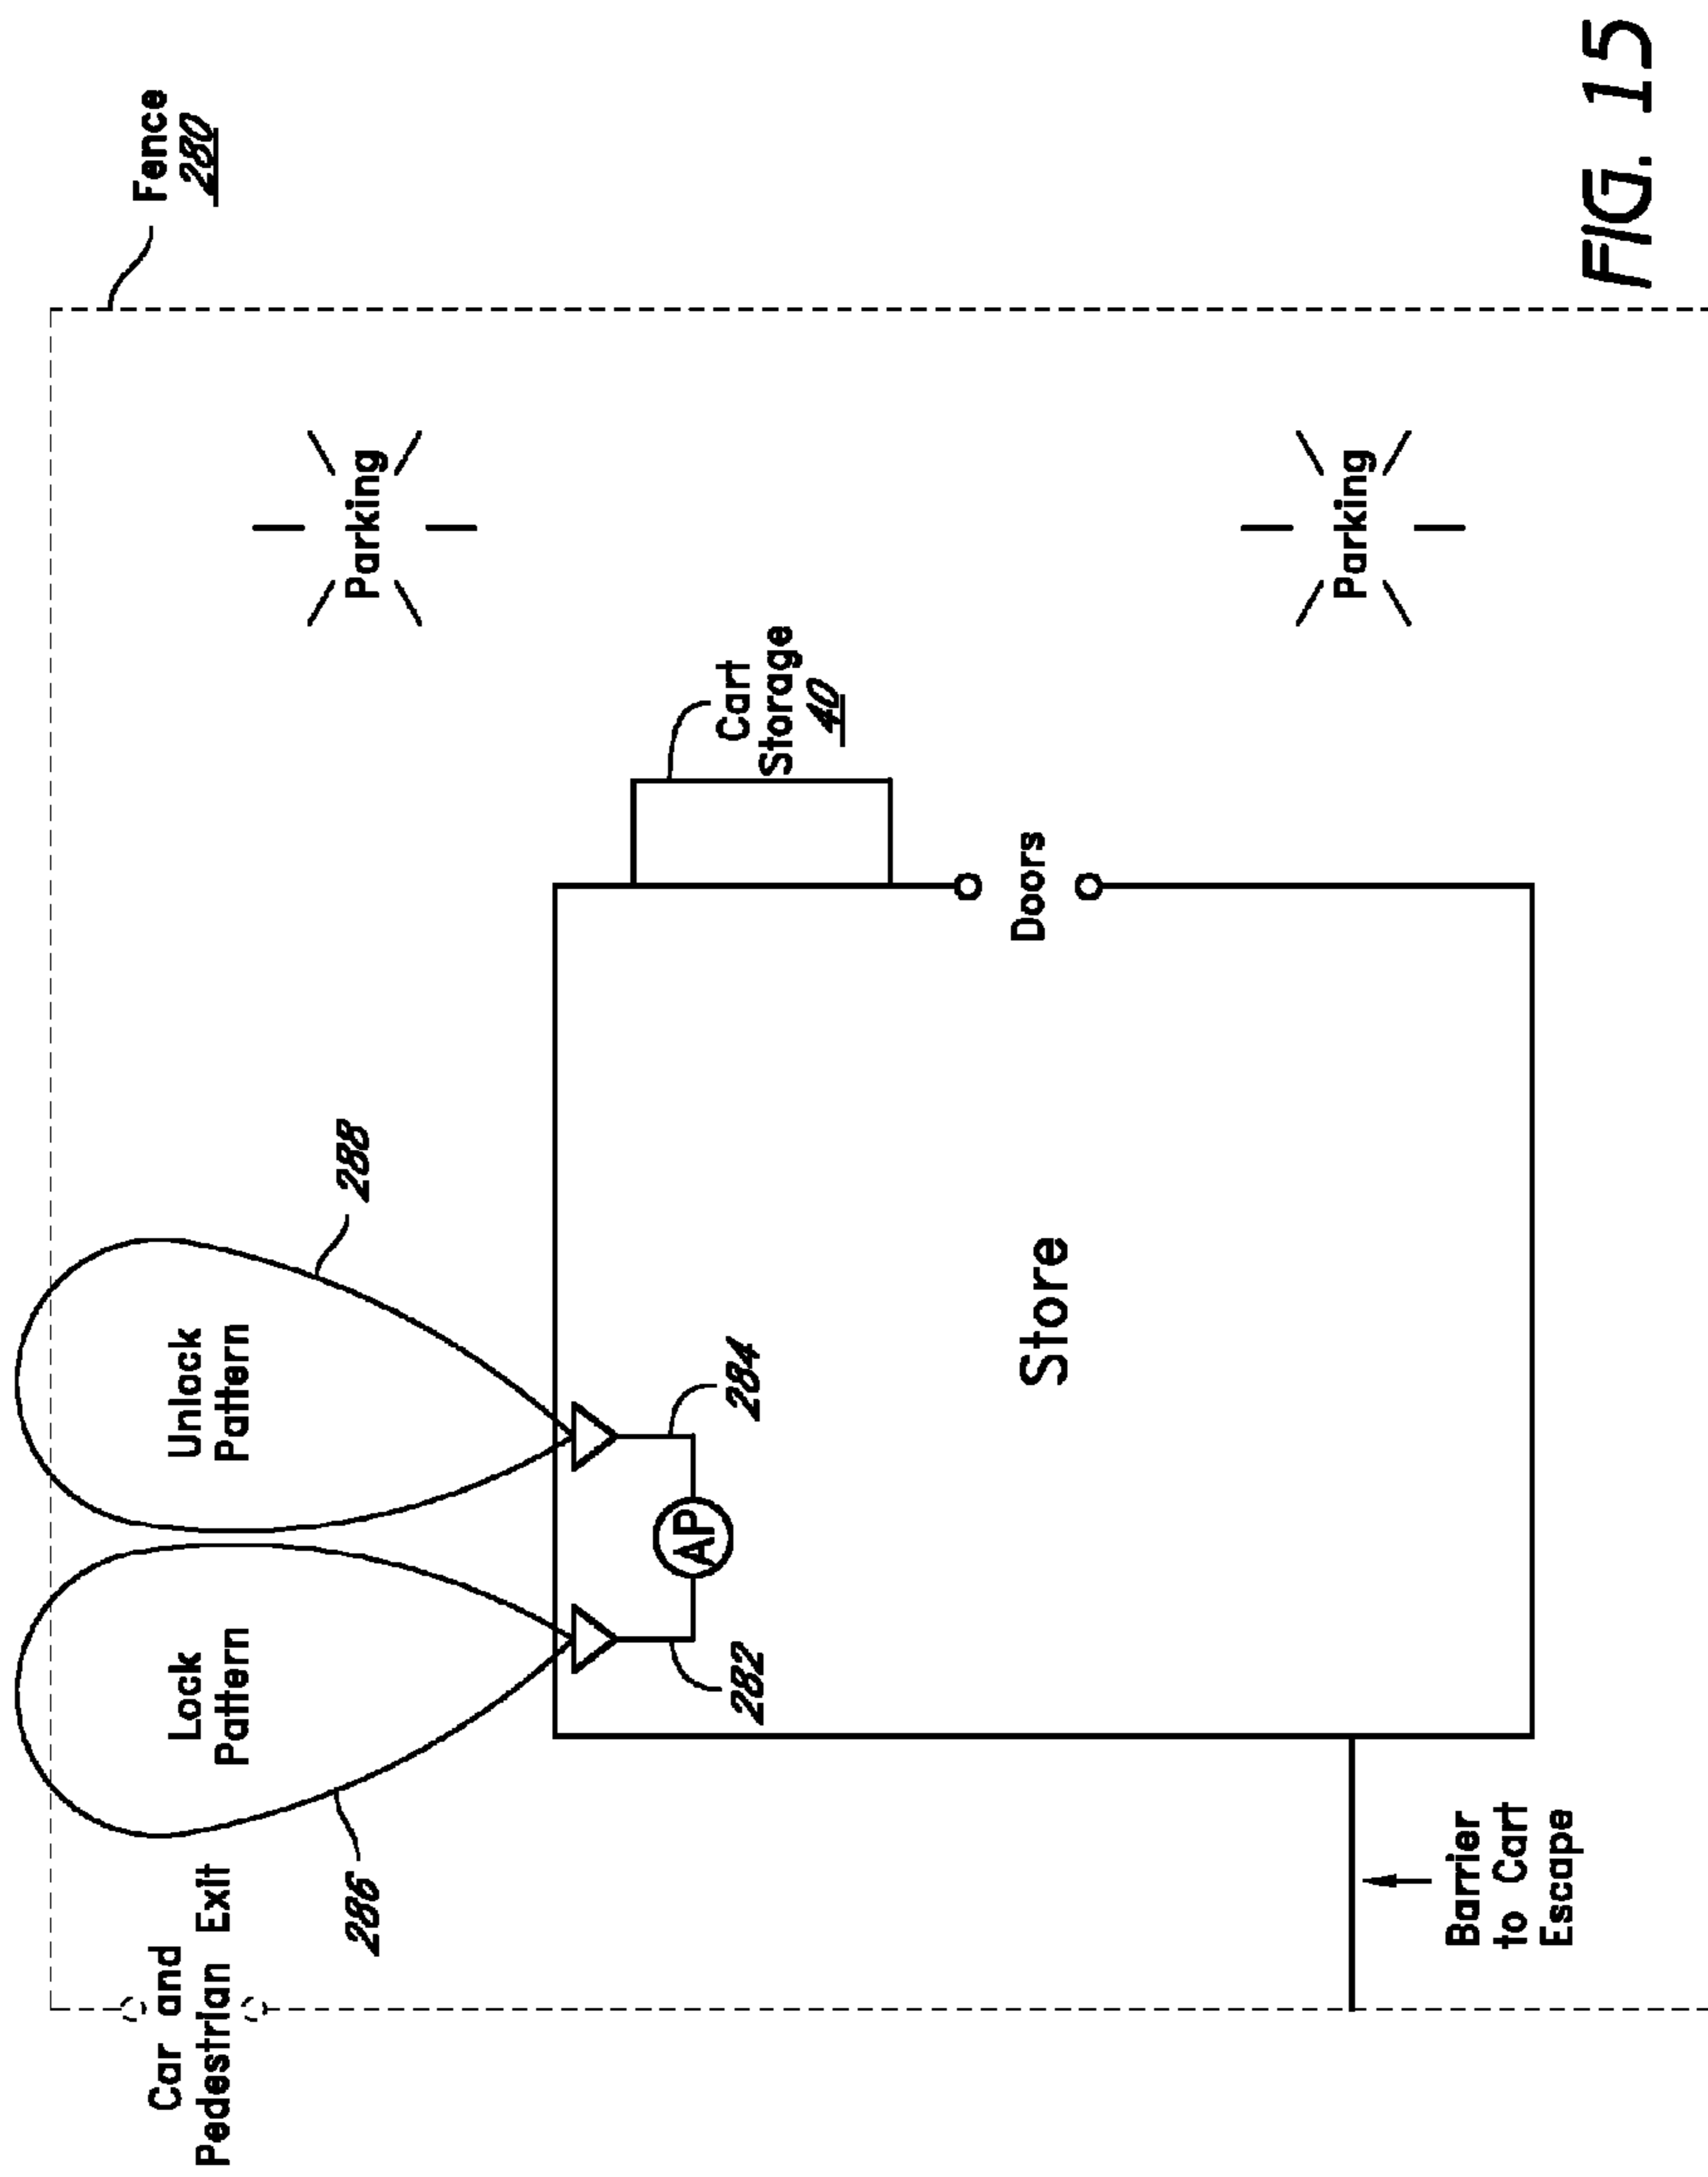 Fence
280
Car and
Pedestrian Exit
Lock
Pattern
Unlock
Pattern
286
288
Parking
282
AP
284
Cart
Storage
40
Store
Doors
Parking
Barrier
to Cart
Escape
FIG. 15